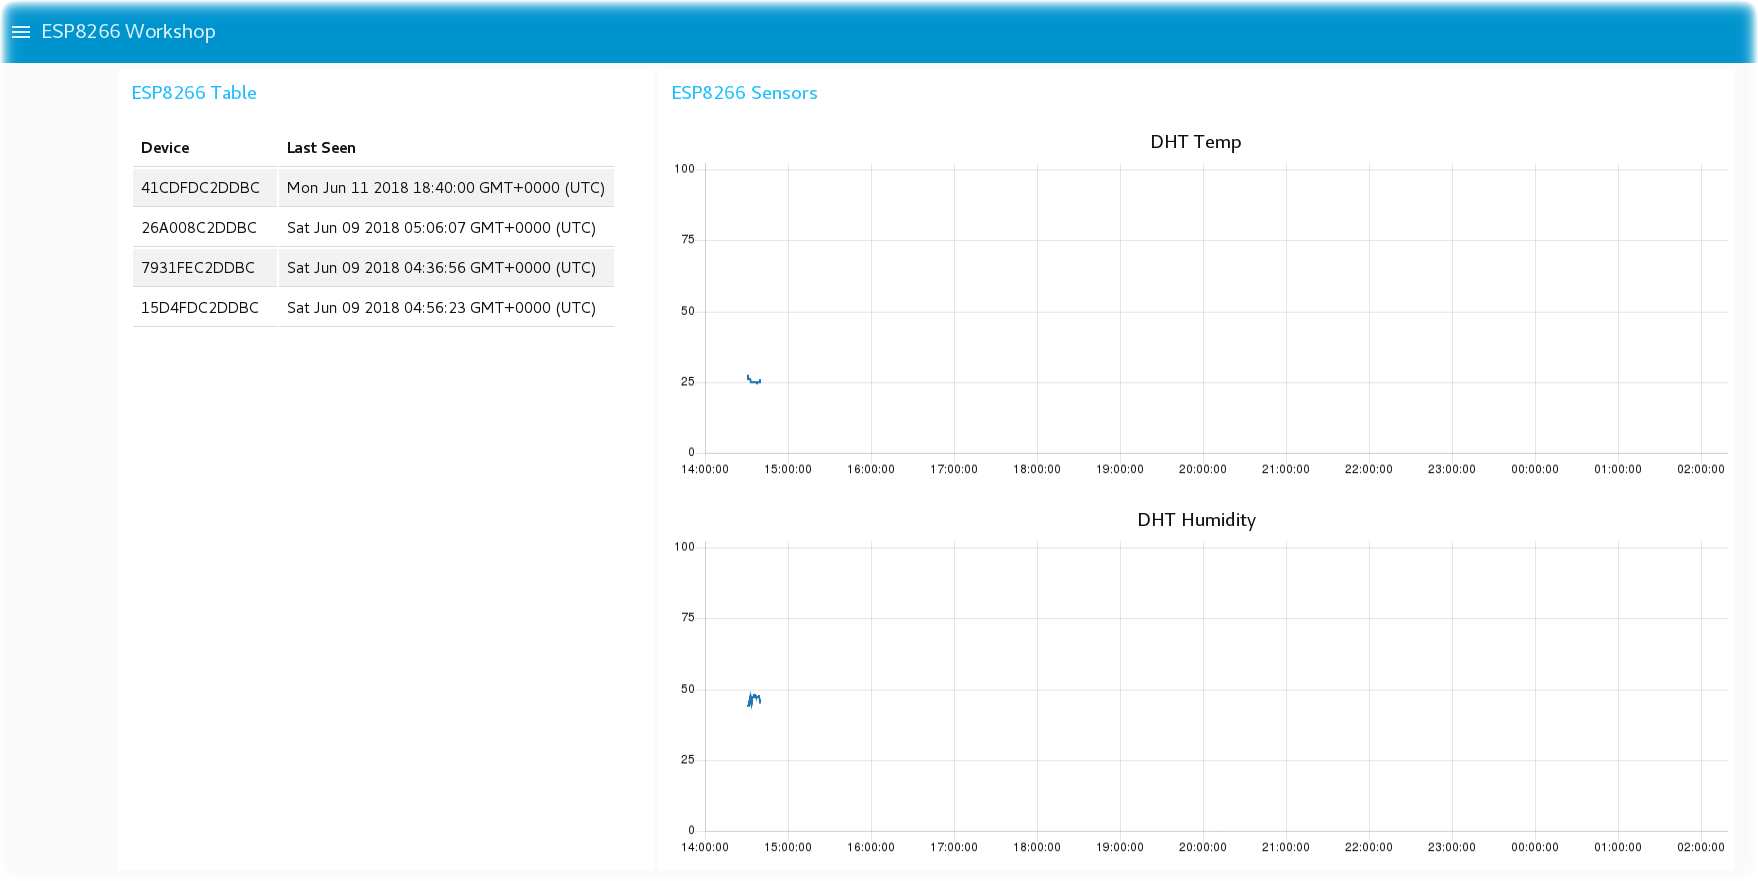 ESP8266 Workshop
ESP8266 Table
Device Last Seen
41CDFDC2DDBC Mon Jun 11 2018 18:40:00 GMT+0000 (UTC)
26A008C2DDBC Sat Jun 09 2018 05:06:07 GMT+0000 (UTC)
7931FEC2DDBC Sat Jun 09 2018 04:36:56 GMT+0000 (UTC)
15D4FDC2DDBC Sat Jun 09 2018 04:56:23 GMT+0000 (UTC)
ESP8266 Sensors
DHT Temp
100
75
50
25
0
14:00:00 15:00:00 16:00:00 17:00:00 18:00:00 19:00:00 20:00:00 21:00:00 22:00:00 23:00:00 00:00:00 01:00:00 02:00:00
DHT Humidity
100
75
50
25
0
14:00:00 15:00:00 16:00:00 17:00:00 18:00:00 19:00:00 20:00:00 21:00:00 22:00:00 23:00:00 00:00:00 01:00:00 02:00:00